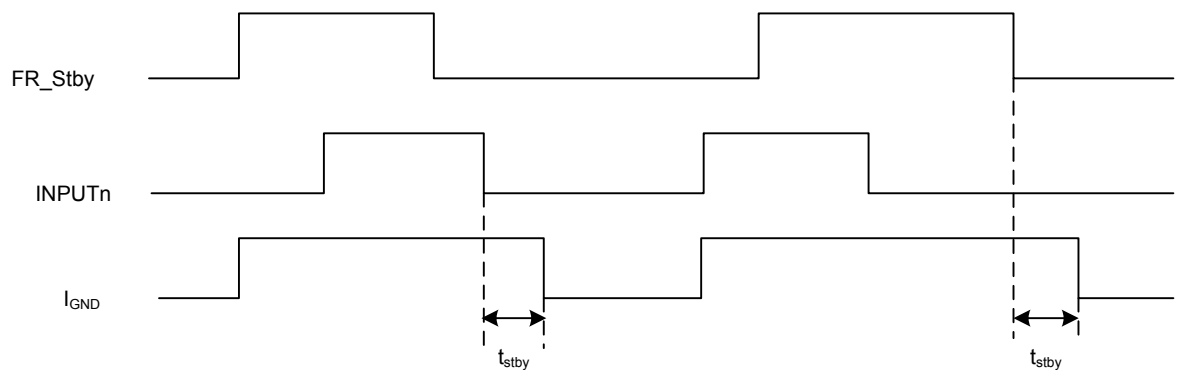 FR_Stby
INPUTn
IGND
tstby
tstby